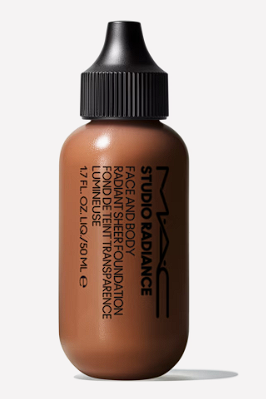 MAC
STUDIO RADIANCE
FACE AND BODY
RADIANT SHEER FOUNDATION
FOND DE TEINT TRANSPARENCE
LUMINEUSE
1.7 FL. OZ. LIQ./50 ML ℮